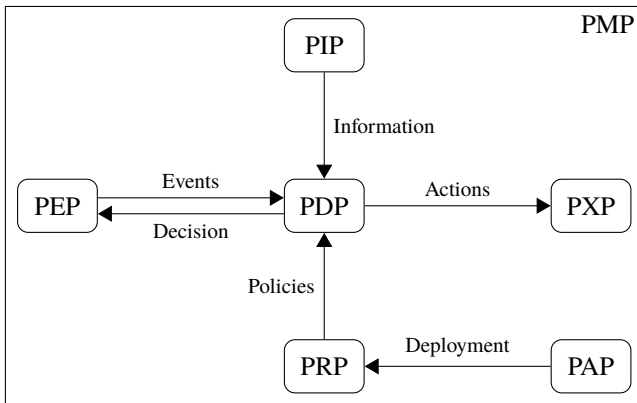 PMP
PIP
Information
Events
PEP
PDP
Actions
PXP
Decision
Policies
Deployment
PRP
PAP